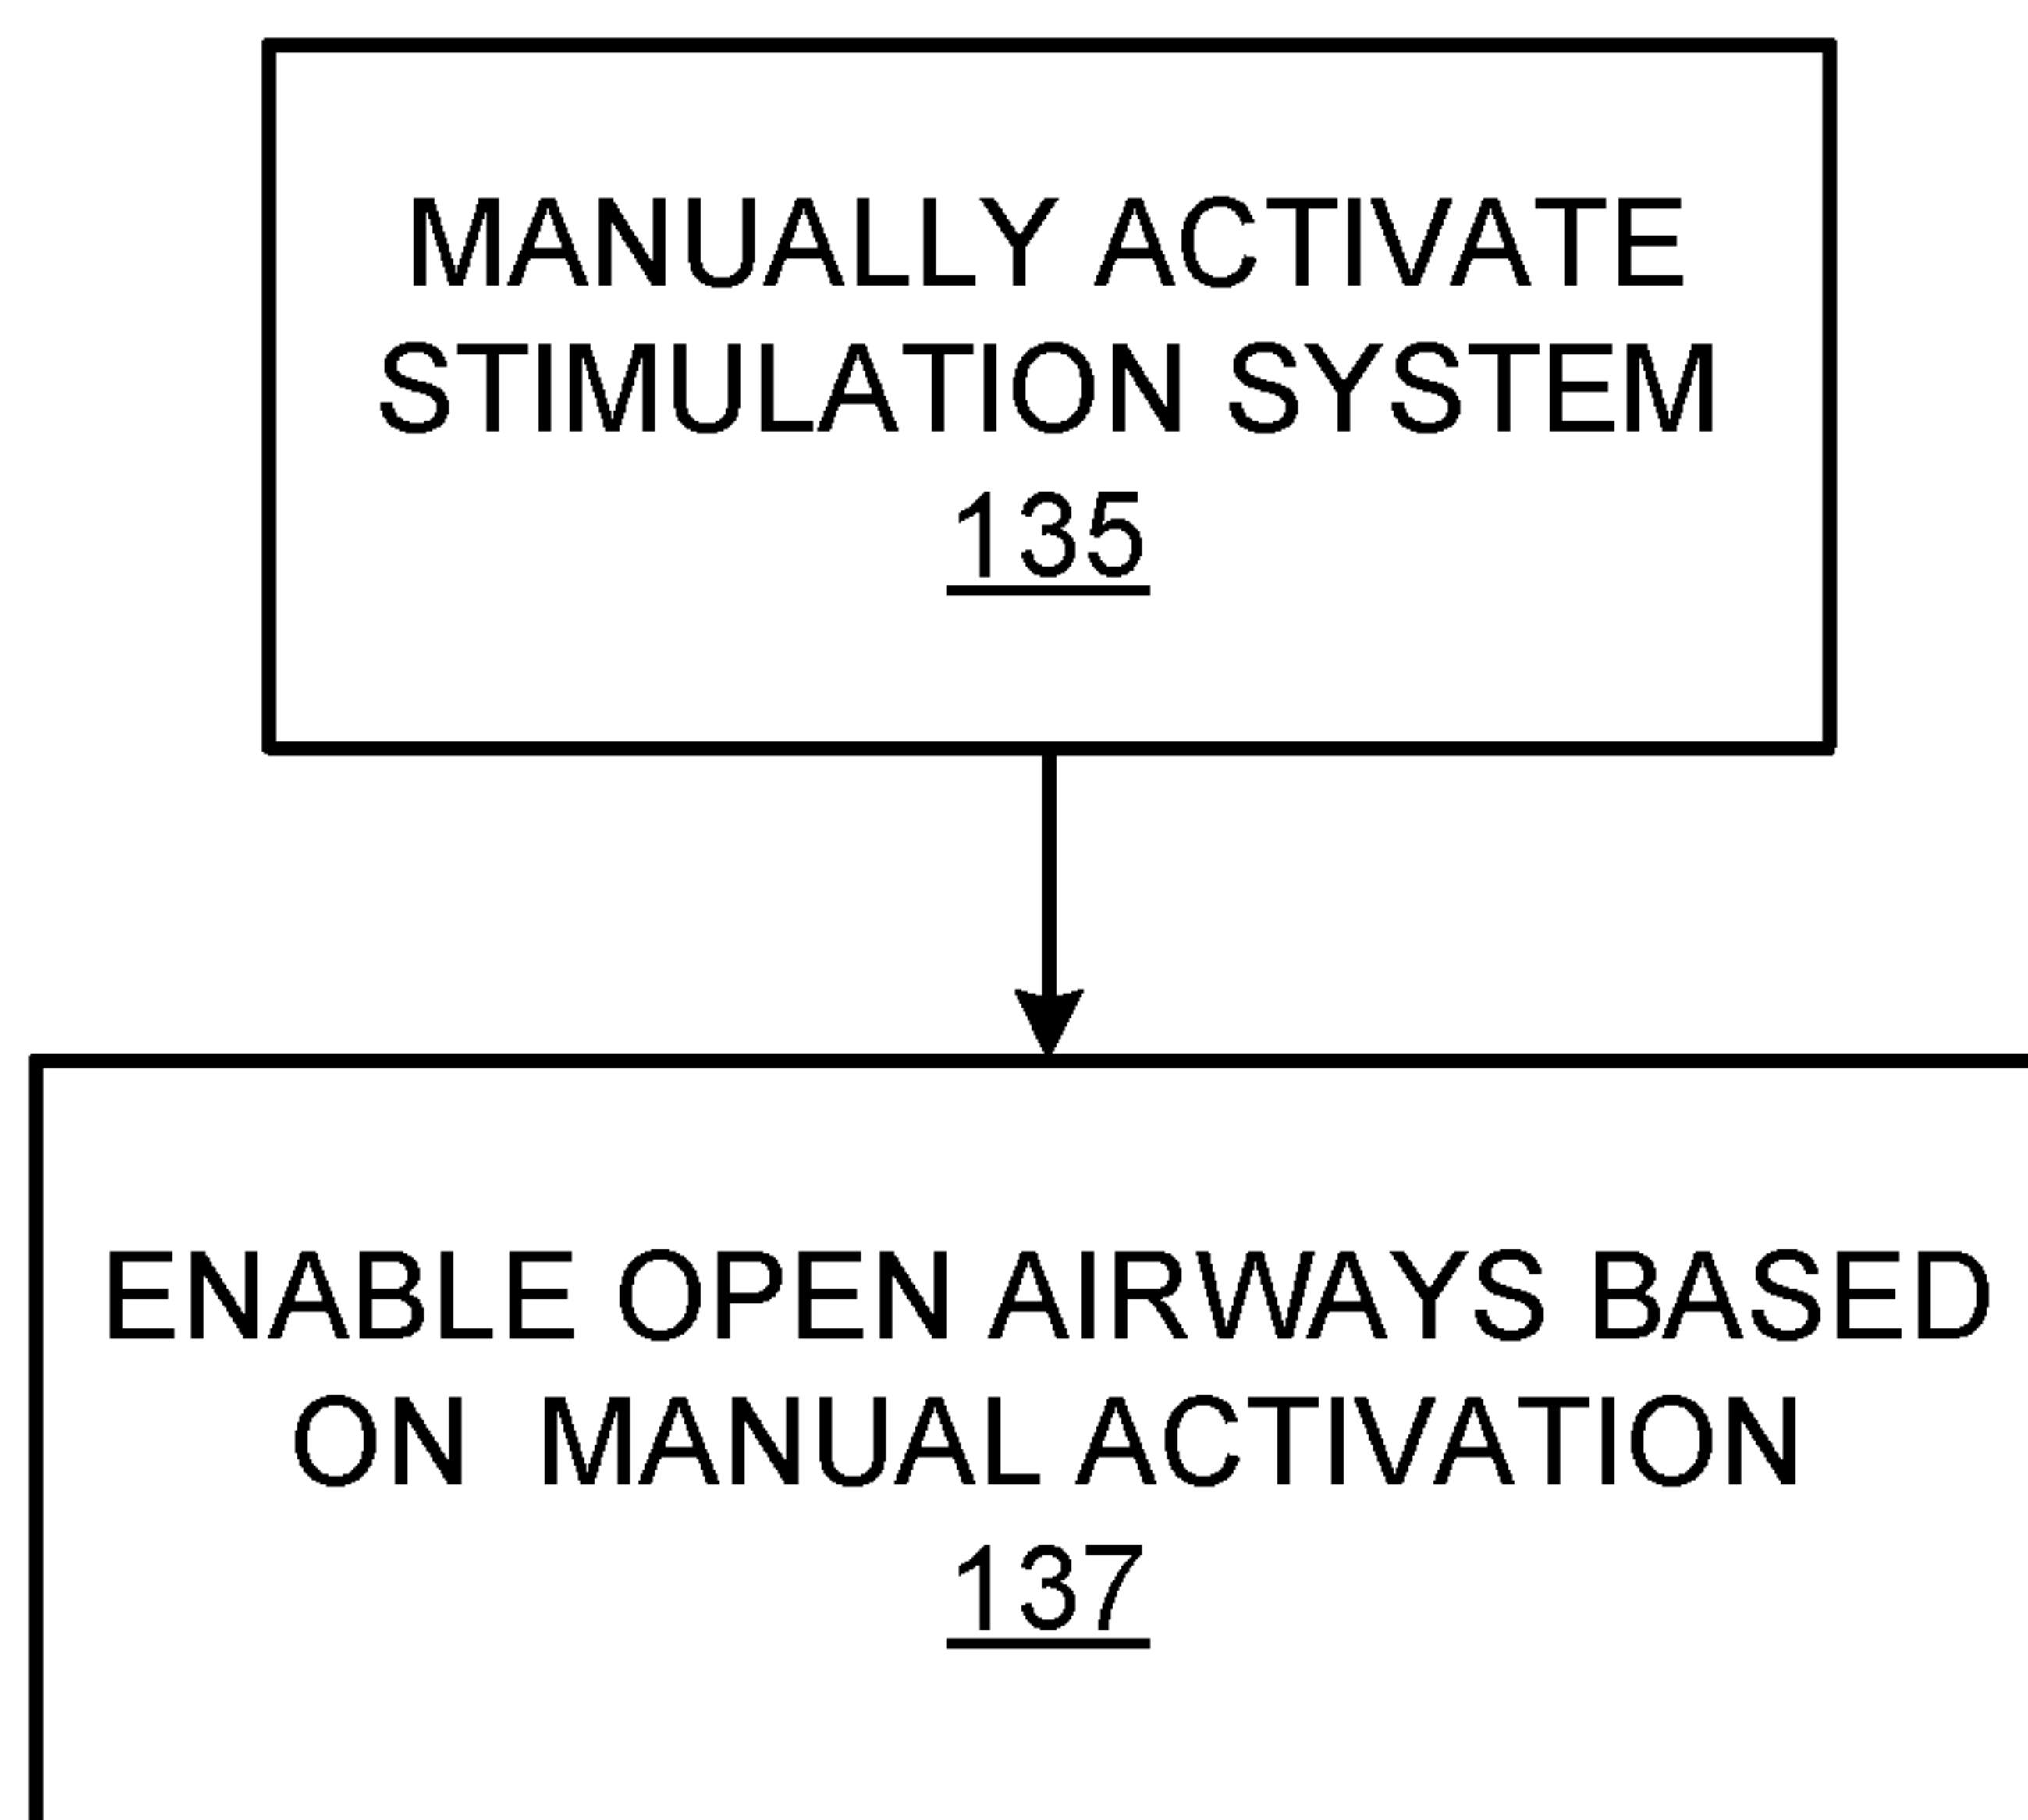 MANUALLY ACTIVATE
STIMULATION SYSTEM
135
ENABLE OPEN AIRWAYS BASED
ON MANUAL ACTIVATION
137